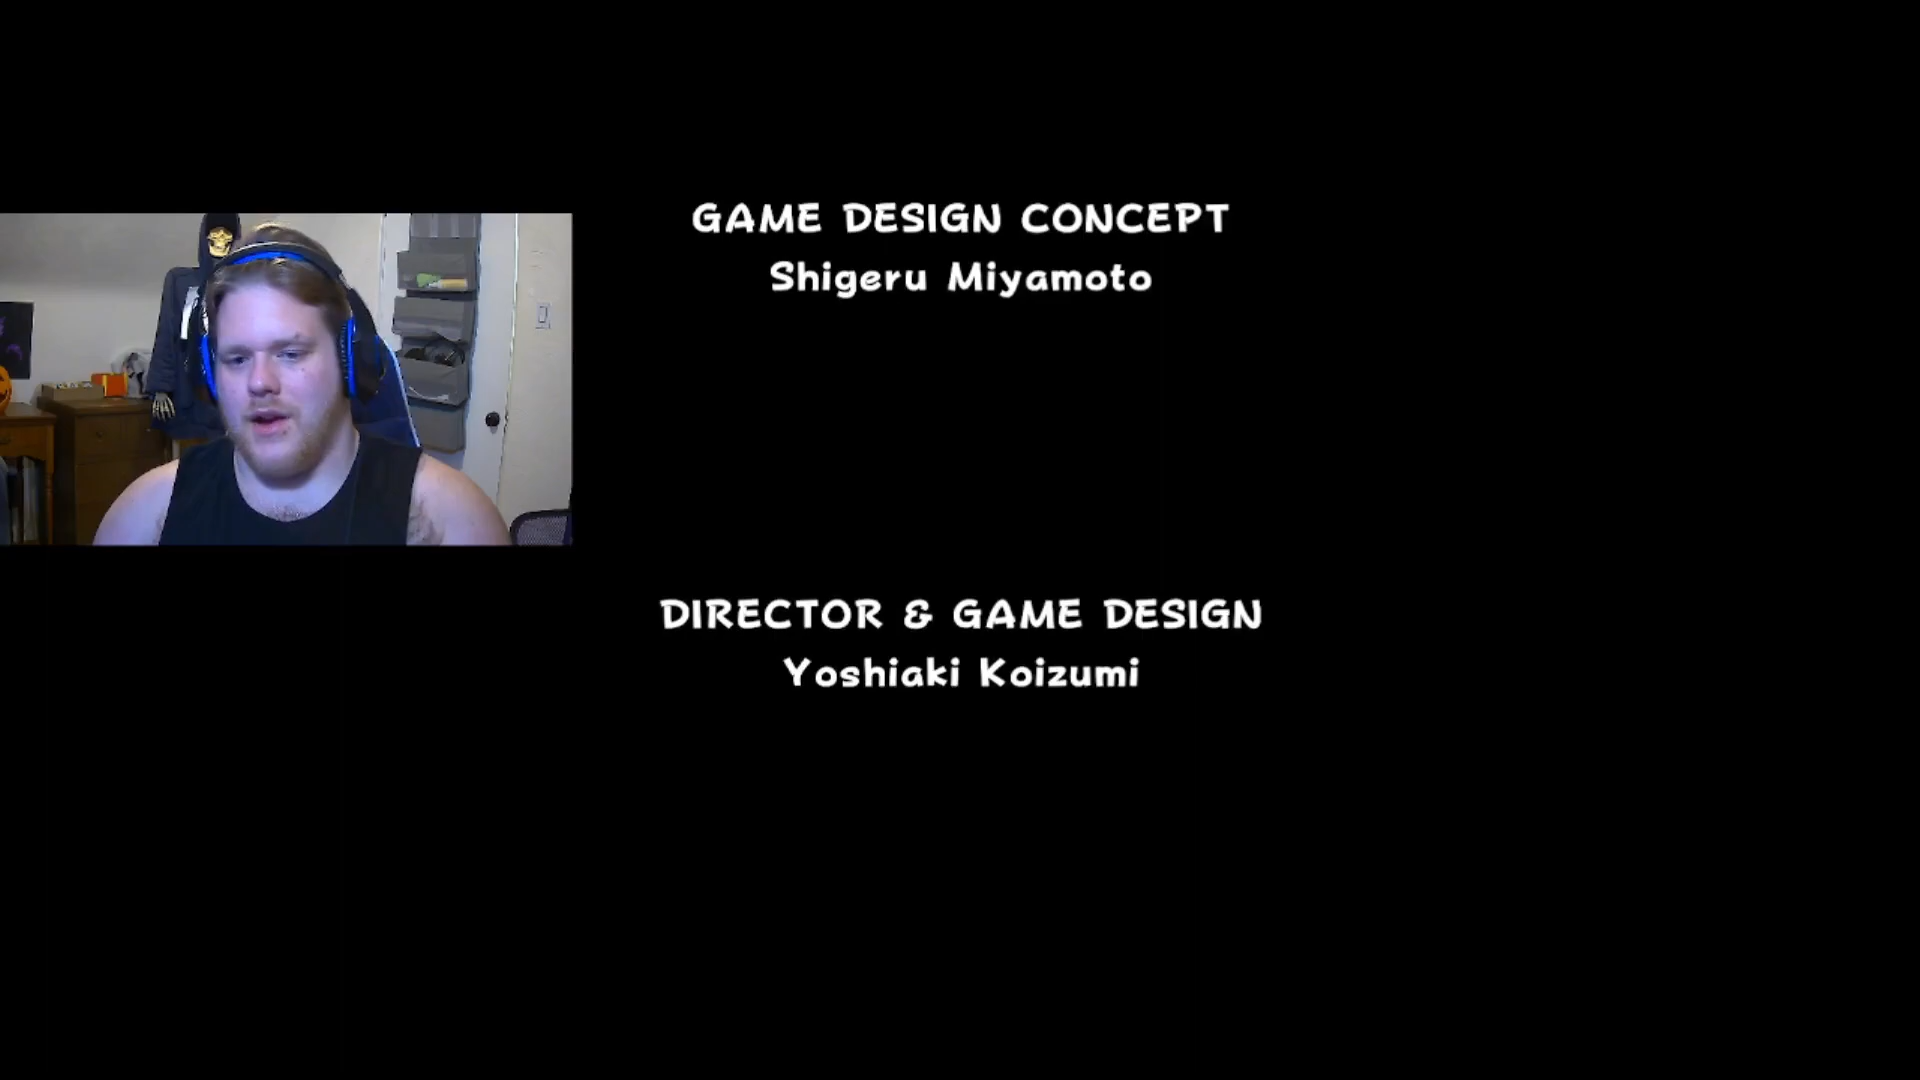 GAME DESIGN CONCEPT
Shigeru Miyamoto
DIRECTOR & GAME DESIGN
Yoshiaki Koizumi